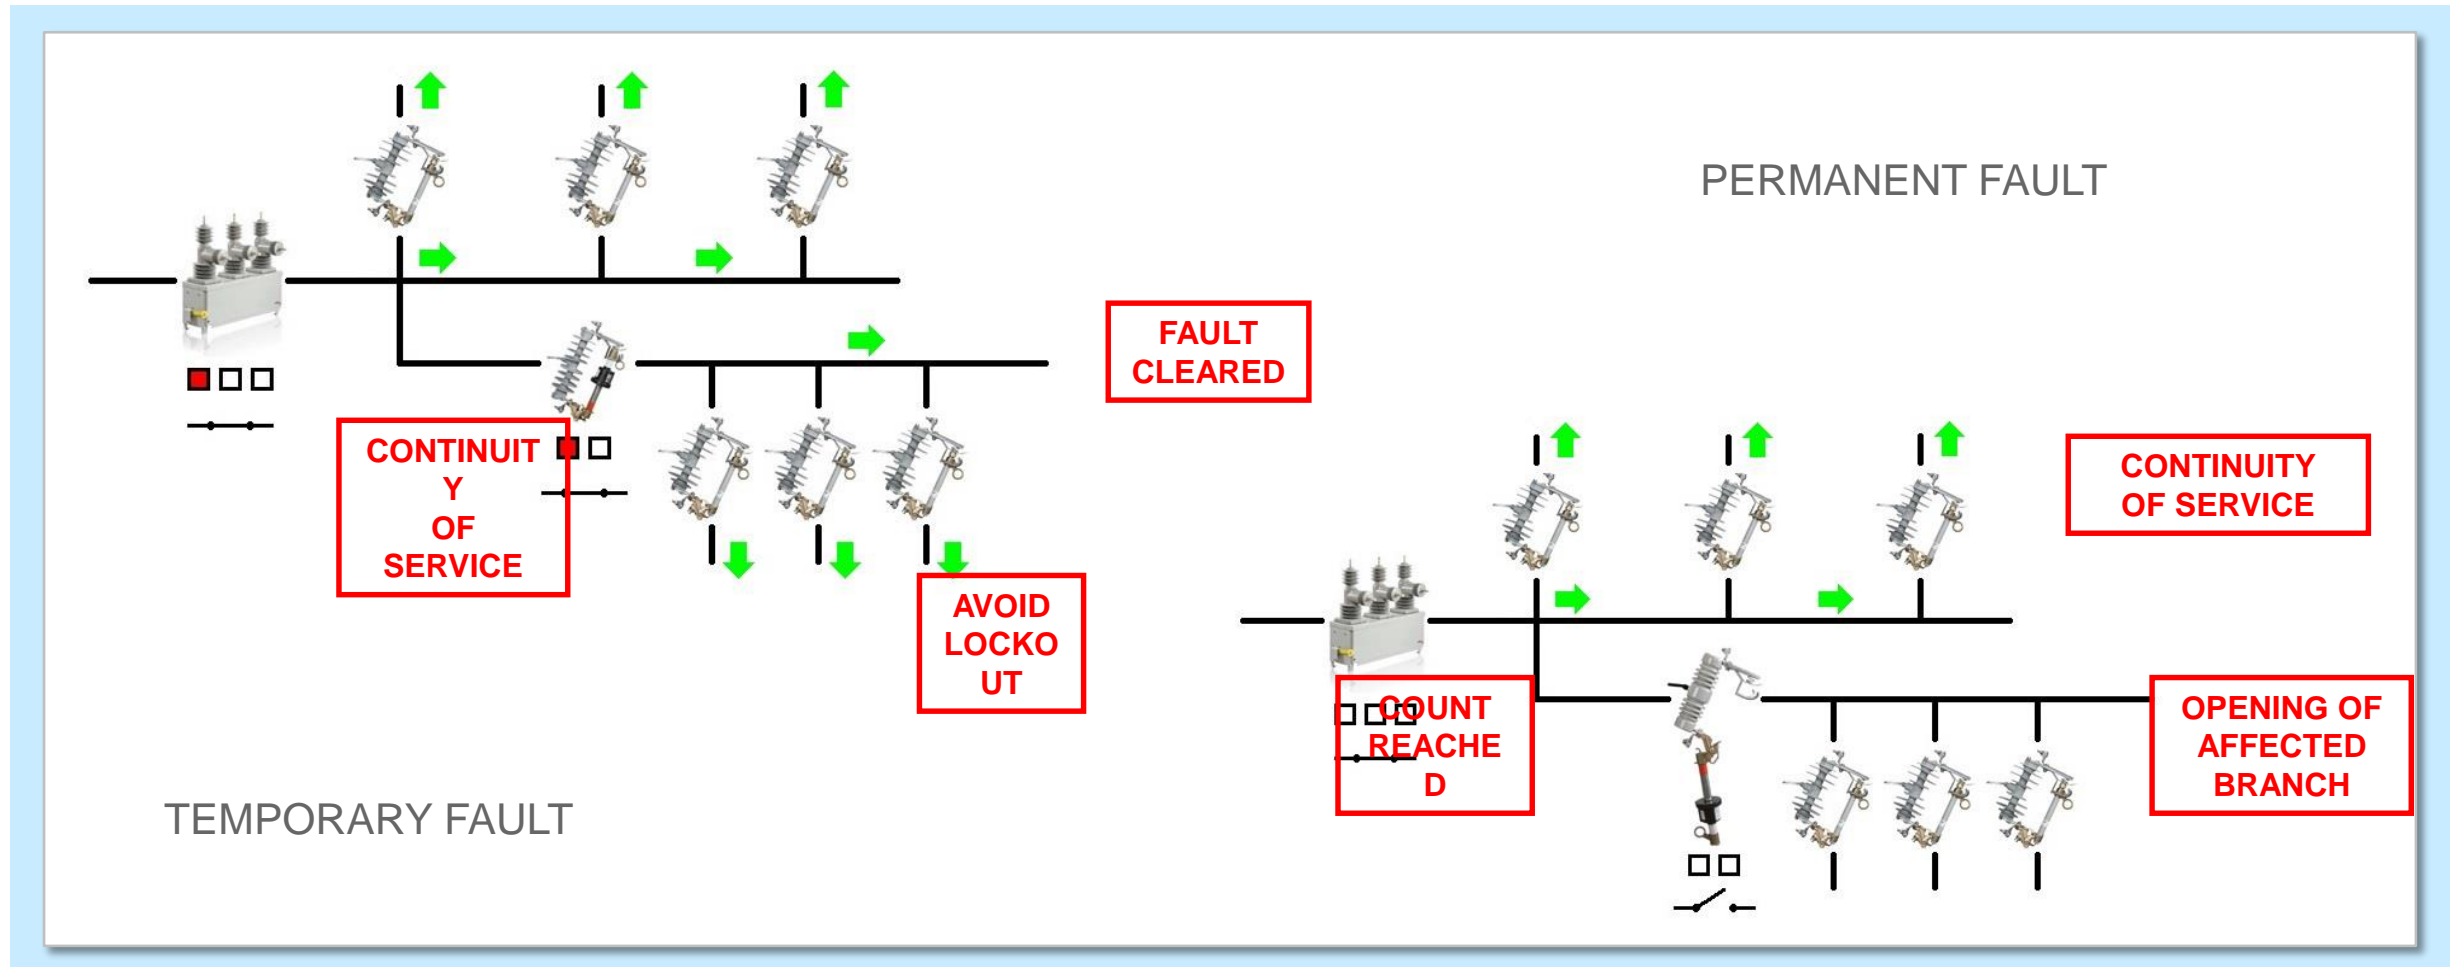 PERMANENT FAULT
FAULT
CLEARED
CONTINUIT
Y
OF
SERVICE
AVOID
LOCKO
UT
TEMPORARY FAULT
CONTINUITY
OF SERVICE
COUNT
REACHE
D
OPENING OF
AFFECTED
BRANCH